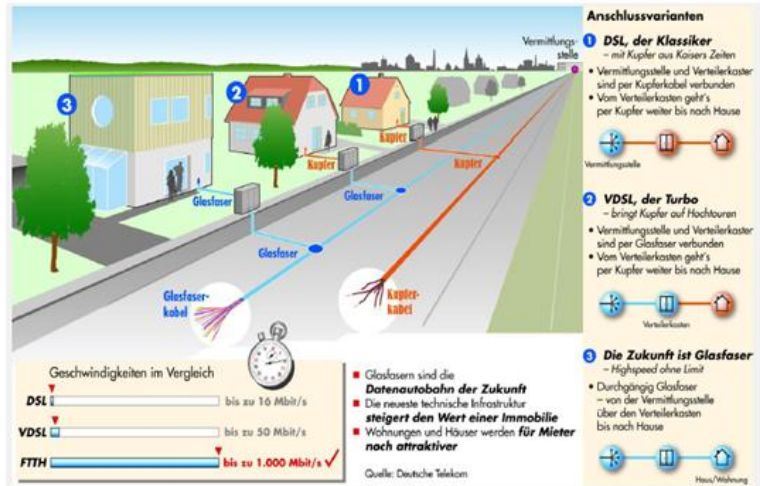 Vermittlungs-
stelle
3
2
1
Kupfer
Kupfer
Kupfer
Glasfaser
Glasfaser
Glasfaser
Glasfaser-
kabel
Kupfer-
kabel
Geschwindigkeiten im Vergleich
DSL bis zu 16 Mbit/s
VDSL bis zu 50 Mbit/s
FTTH bis zu 1.000 Mbit/s
Glasfasern sind die
Datenautobahn der Zukunft
Die neueste technische Infrastruktur
steigert den Wert einer Immobilie
Wohnungen und Häuser werden für Mieter
noch attraktiver
Quelle: Deutsche Telekom
Anschlussvarianten
1 DSL, der Klassiker
– mit Kupfer aus Kaisers Zeiten
• Vermittlungsstelle und Verteilerkasten
sind per Kupferkabel verbunden
• Vom Verteilerkasten geht's
per Kupfer weiter bis nach Hause
Vermittlungsstelle
2 VDSL, der Turbo
– bringt Kupfer auf Hochtouren
• Vermittlungsstelle und Verteilerkaster
sind per Glasfaser verbunden
• Vom Verteilerkasten geht's
per Kupfer weiter bis nach Hause
Verteilerkasten
3 Die Zukunft ist Glasfaser
– Highspeed ohne Limit
• Durchgängig Glasfaser
– von der Vermittlungsstelle
über den Verteilerkasten
bis nach Hause
Haus/Wohnung